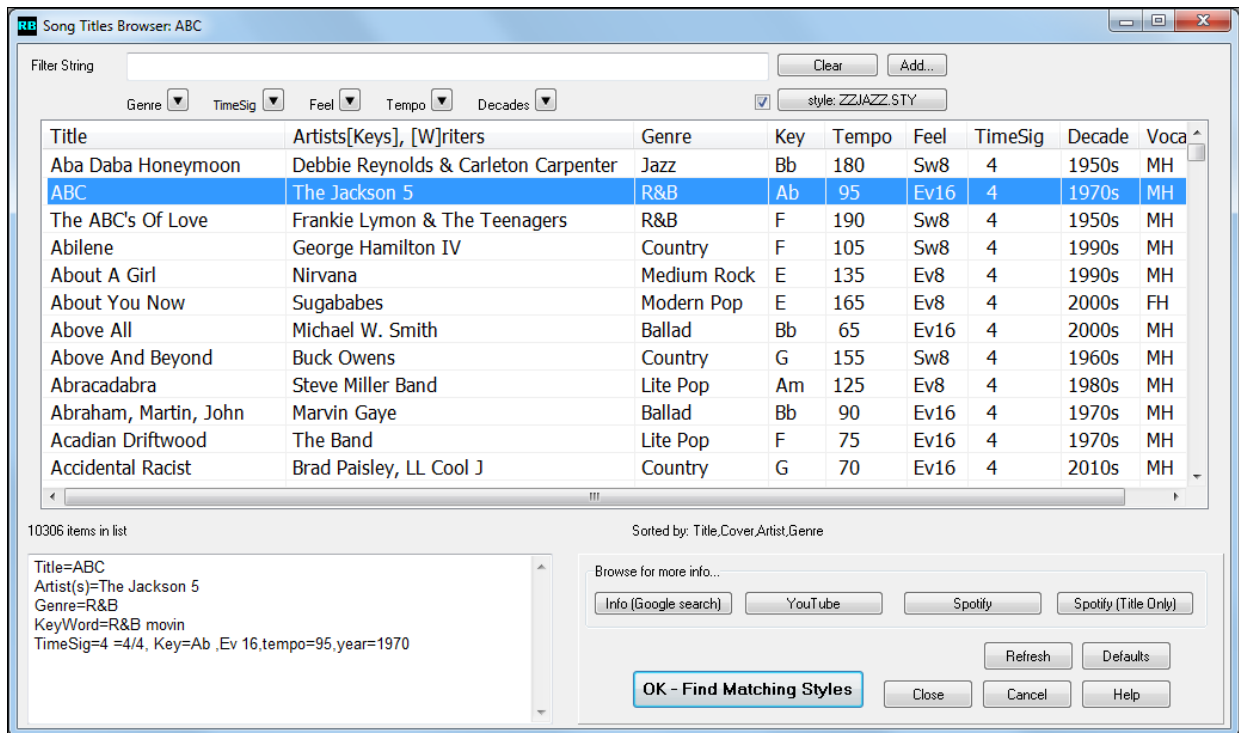 RB Song Titles Browser: ABC
Filter String Clear Add...
Genre TimeSig Feel Tempo Decades style: ZZJAZZ.STY
Title Artists[Keys], [W]riters Genre Key Tempo Feel TimeSig Decade Voca
Aba Daba Honeymoon Debbie Reynolds & Carleton Carpenter Jazz Bb 180 Sw8 4 1950s MH
ABC The Jackson 5 R&B Ab 95 Ev16 4 1970s MH
The ABC's Of Love Frankie Lymon & The Teenagers R&B F 190 Sw8 4 1950s MH
Abilene George Hamilton IV Country F 105 Sw8 4 1990s MH
About A Girl Nirvana Medium Rock E 135 Ev8 4 1990s MH
About You Now Sugababes Modern Pop E 165 Ev8 4 2000s FH
Above All Michael W. Smith Ballad Bb 65 Ev16 4 2000s MH
Above And Beyond Buck Owens Country G 155 Sw8 4 1960s MH
Abracadabra Steve Miller Band Lite Pop Am 125 Ev8 4 1980s MH
Abraham, Martin, John Marvin Gaye Ballad Bb 90 Ev16 4 1970s MH
Acadian Driftwood The Band Lite Pop F 75 Ev16 4 1970s MH
Accidental Racist Brad Paisley, LL Cool J Country G 70 Ev16 4 2010s MH
10306 items in list Sorted by: Title,Cover,Artist,Genre
Title=ABC
Artist(s)=The Jackson 5
Genre=R&B
KeyWord=R&B movin
TimeSig=4 =4/4, Key=Ab ,Ev 16,tempo=95,year=1970
Browse for more info...
Info (Google search) YouTube Spotify Spotify (Title Only)
Refresh Defaults
OK - Find Matching Styles Close Cancel Help